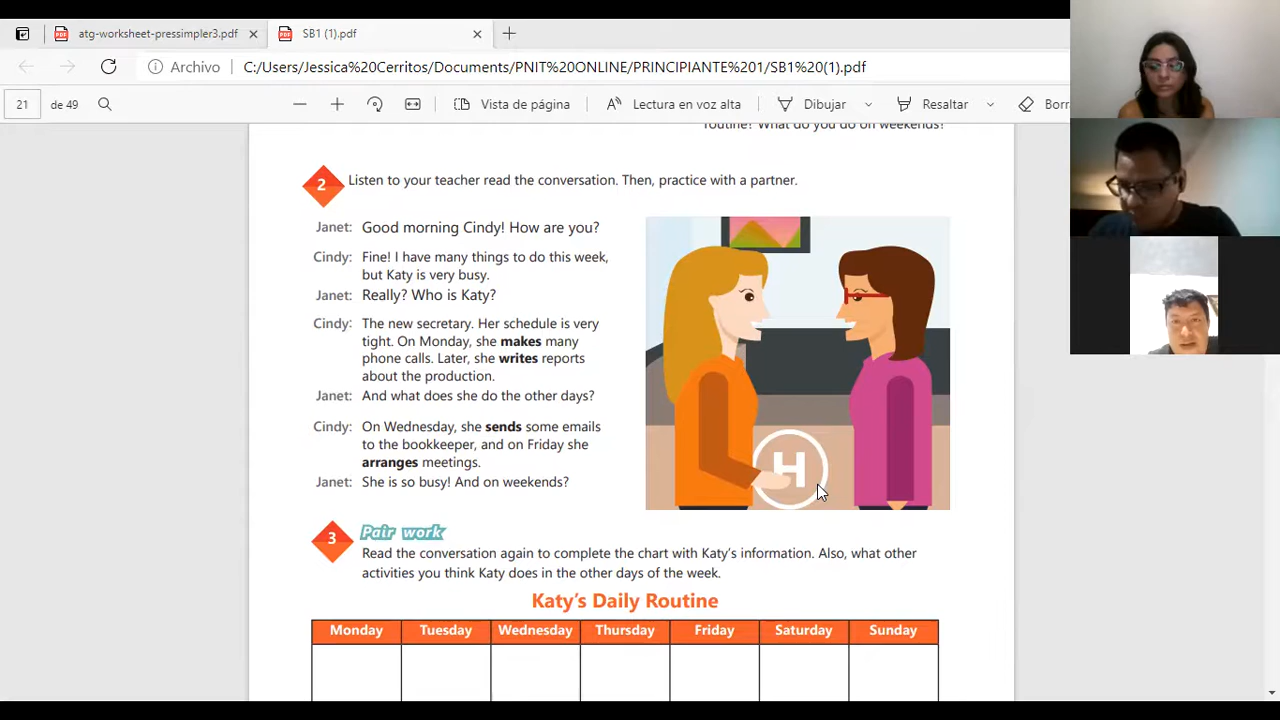 atg-worksheet-pressimpler3.pdf
SB1 (1).pdf
Archivo
C:/Users/Jessica%20Cerritos/Documents/PNIT%20ONLINE/PRINCIPIANTE%201/SB1%20(1).pdf
21 de 49
Vista de página
Lectura en voz alta
Dibujar
Resaltar
Borr
routine? What do you do on weekends?
2 Listen to your teacher read the conversation. Then, practice with a partner.
Janet: Good morning Cindy! How are you?
Cindy: Fine! I have many things to do this week,
but Katy is very busy.
Janet: Really? Who is Katy?
Cindy: The new secretary. Her schedule is very
tight. On Monday, she makes many
phone calls. Later, she writes reports
about the production.
Janet: And what does she do the other days?
Cindy: On Wednesday, she sends some emails
to the bookkeeper, and on Friday she
arranges meetings.
Janet: She is so busy! And on weekends?
H
3 Pair work
Read the conversation again to complete the chart with Katy's information. Also, what other
activities you think Katy does in the other days of the week.
Katy's Daily Routine
Monday Tuesday Wednesday Thursday Friday Saturday Sunday